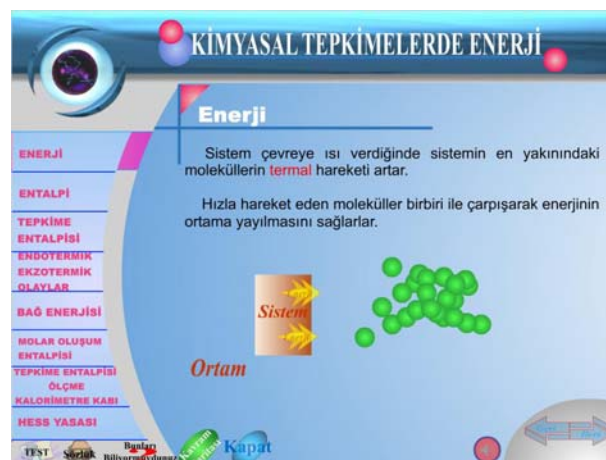 KİMYASAL TEPKİMELERDE ENERJİ
Enerji
Sistem çevreye ısı verdiğinde sistemin en yakınındaki
moleküllerin termal hareketi artar.
Hızla hareket eden moleküller birbiri ile çarpışarak enerjinin
ortama yayılmasını sağlarlar.
Sistem
Ortam
ENERJİ
ENTALPİ
TEPKİME
ENTALPİSİ
ENDOTERMİK
EKZOTERMİK
OLAYLAR
BAĞ ENERJİSİ
MOLAR OLUŞUM
ENTALPİSİ
TEPKİME ENTALPİSİ
ÖLÇME
KALORİMETRE KABI
HESS YASASI
TEST
Sözlük
Bunları
Biliyormuydunuz
Kavram
Kapat